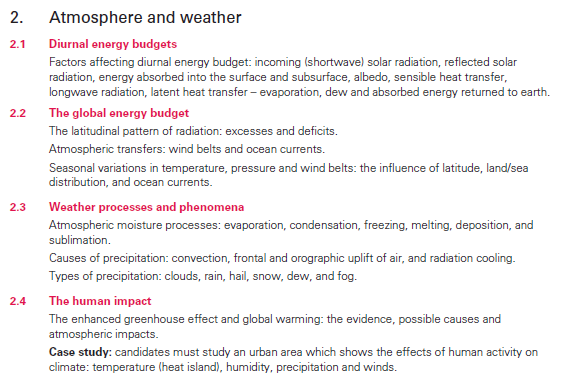 2. Atmosphere and weather
2.1 Diurnal energy budgets
Factors affecting diurnal energy budget: incoming (shortwave) solar radiation, reflected solar
radiation, energy absorbed into the surface and subsurface, albedo, sensible heat transfer,
longwave radiation, latent heat transfer – evaporation, dew and absorbed energy returned to earth.
2.2 The global energy budget
The latitudinal pattern of radiation: excesses and deficits.
Atmospheric transfers: wind belts and ocean currents.
Seasonal variations in temperature, pressure and wind belts: the influence of latitude, land/sea
distribution, and ocean currents.
2.3 Weather processes and phenomena
Atmospheric moisture processes: evaporation, condensation, freezing, melting, deposition, and
sublimation.
Causes of precipitation: convection, frontal and orographic uplift of air, and radiation cooling.
Types of precipitation: clouds, rain, hail, snow, dew, and fog.
2.4 The human impact
The enhanced greenhouse effect and global warming: the evidence, possible causes and
atmospheric impacts.
Case study: candidates must study an urban area which shows the effects of human activity on
climate: temperature (heat island), humidity, precipitation and winds.